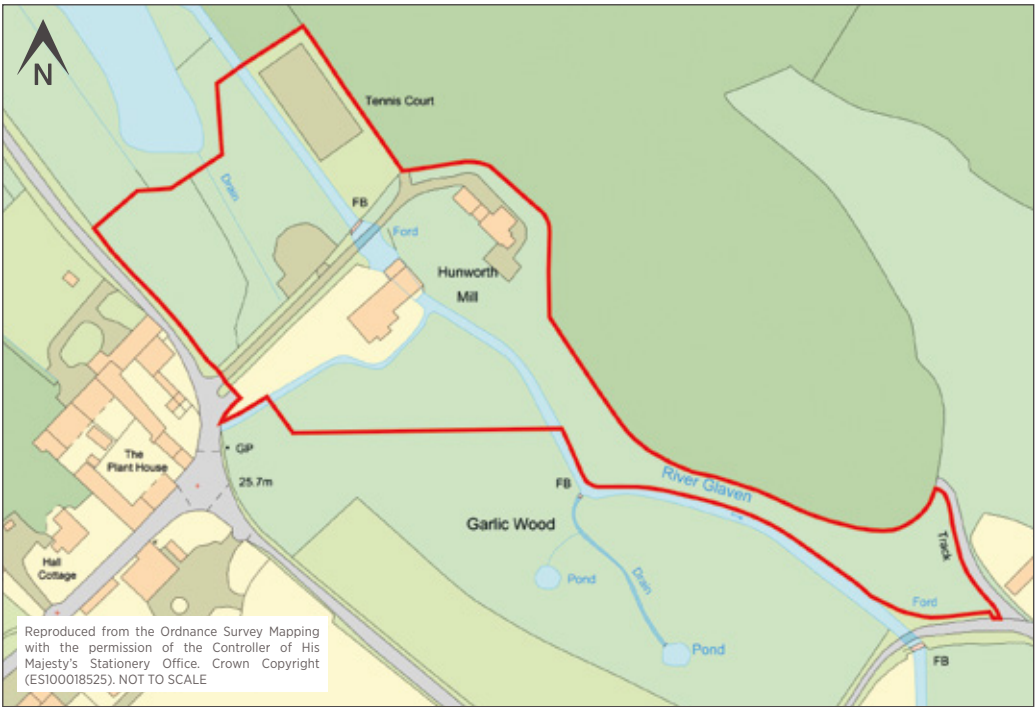 N
Tennis Court
Drain
FB
Ford
Hunworth
Mill
The
Plant House
GP
25.7m
FB
River Glaven
Garlic Wood
Track
Hall
Cottage
Pond
Drain
Ford
Pond
FB
Reproduced from the Ordnance Survey Mapping
with the permission of the Controller of His
Majesty's Stationery Office. Crown Copyright
(ES100018525). NOT TO SCALE